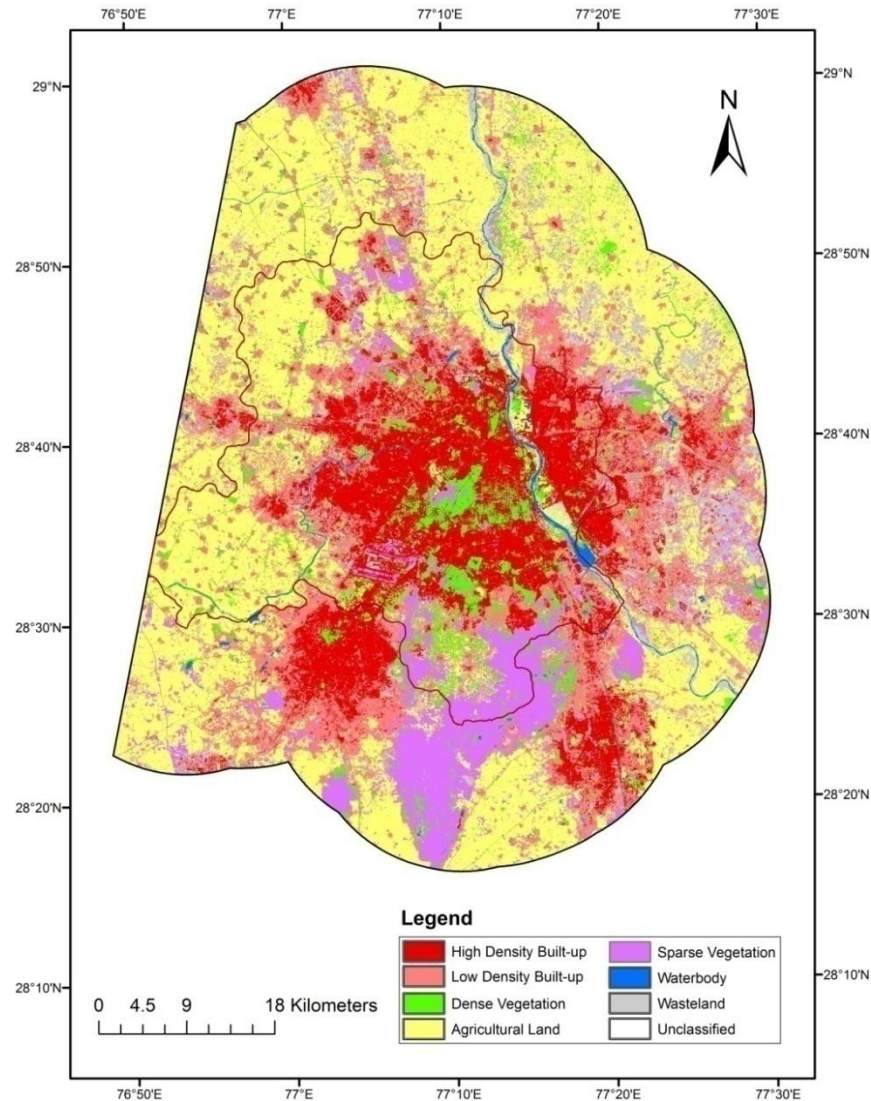 76°50'E 77°0'E 77°10'E 77°20'E 77°30'E
29°N 29°N
N
28°50'N 28°50'N
28°40'N 28°40'N
28°30'N 28°30'N
28°20'N 28°20'N
Legend
High Density Built-up Sparse Vegetation
Low Density Built-up Waterbody
Dense Vegetation Wasteland
Agricultural Land Unclassified
28°10'N 28°10'N
0 4.5 9 18 Kilometers
76°50'E 77°0'E 77°10'E 77°20'E 77°30'E